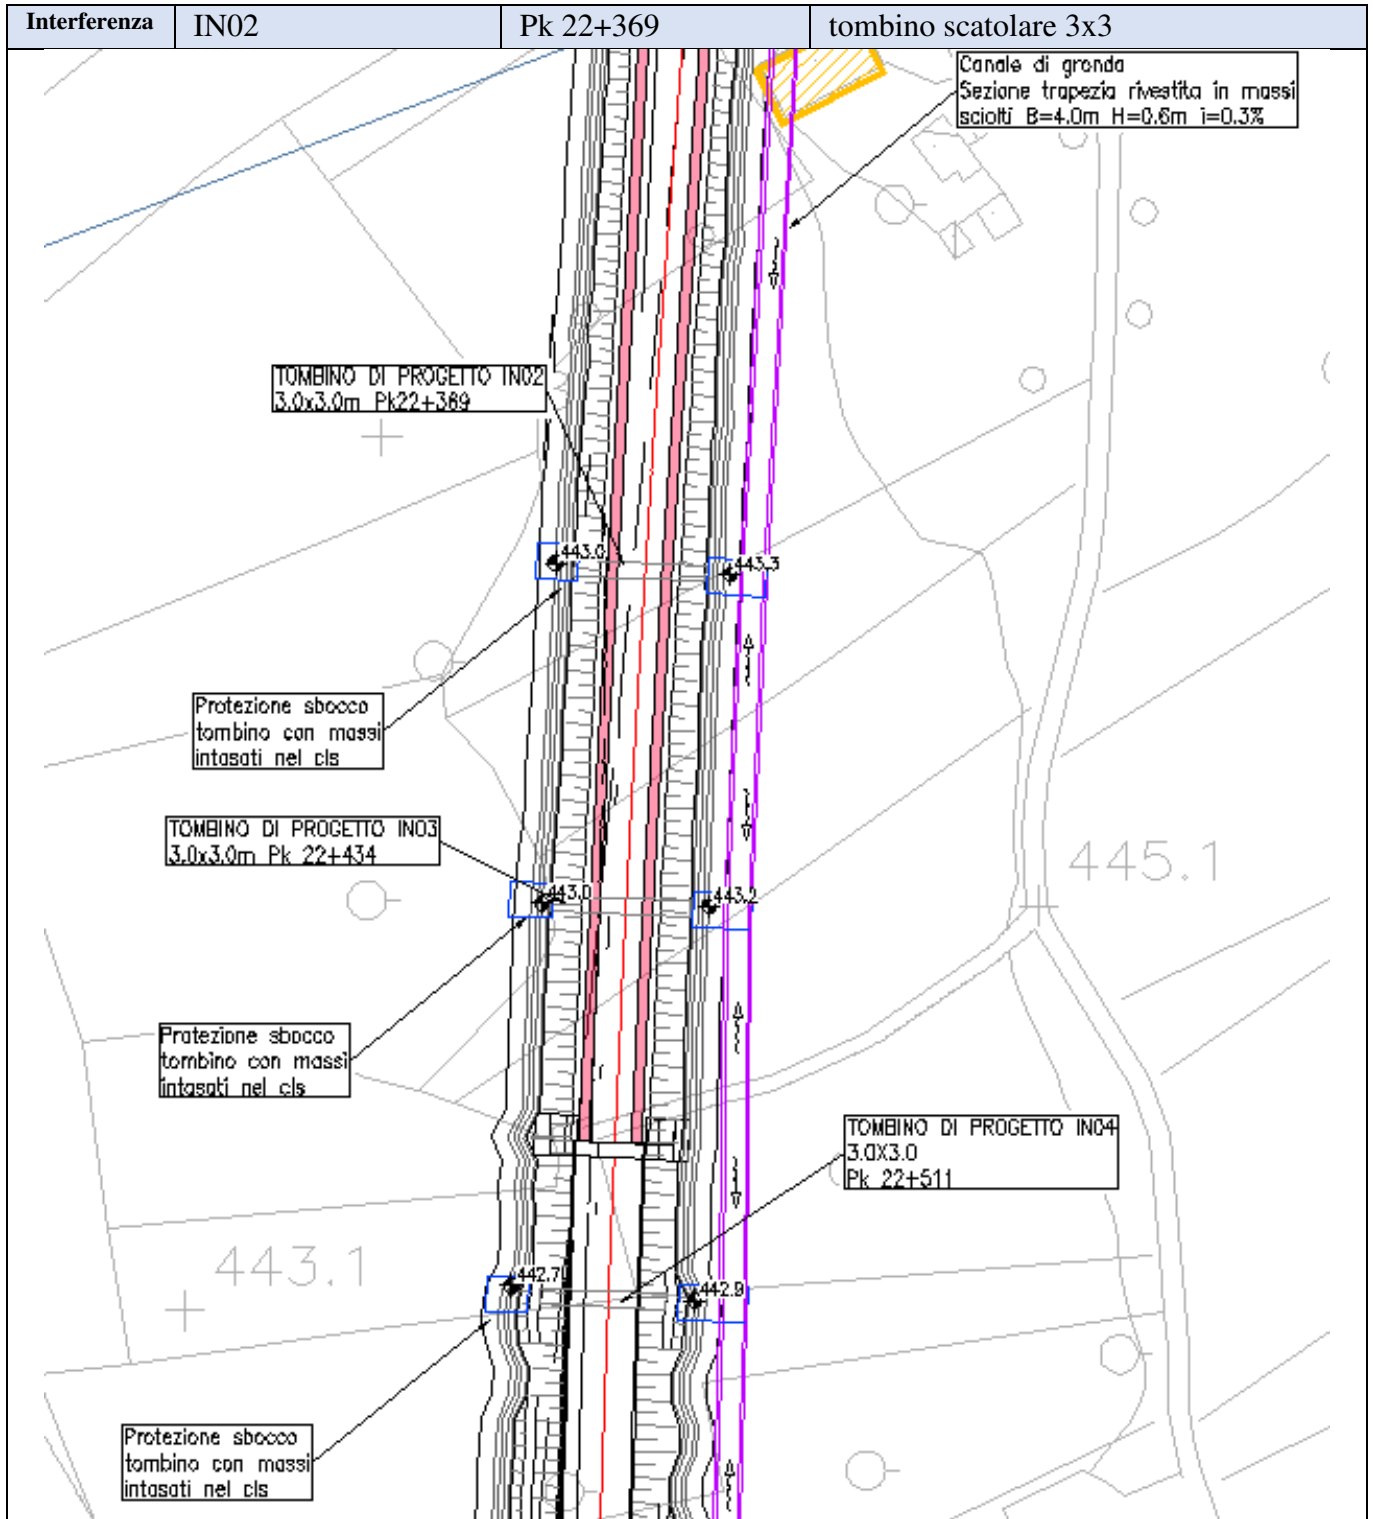 Interferenza IN02 Pk 22+369 tombino scatolare 3x3
Canale di gronda
Sezione trapezia rivestita in massi
sciolti B=4.0m H=0.6m i=0.3%
TOMBINO DI PROGETTO IN02
3.0x3.0m Pk22+369
443.0
443.3
Protezione sbocco
tombino con massi
intasati nel cls
TOMBINO DI PROGETTO IN03
3.0x3.0m Pk 22+434
445.1
443.0
443.2
Protezione sbocco
tombino con massi
intasati nel cls
TOMBINO DI PROGETTO IN04
3.0X3.0
Pk 22+511
443.1
442.7
442.9
Protezione sbocco
tombino con massi
intasati nel cls